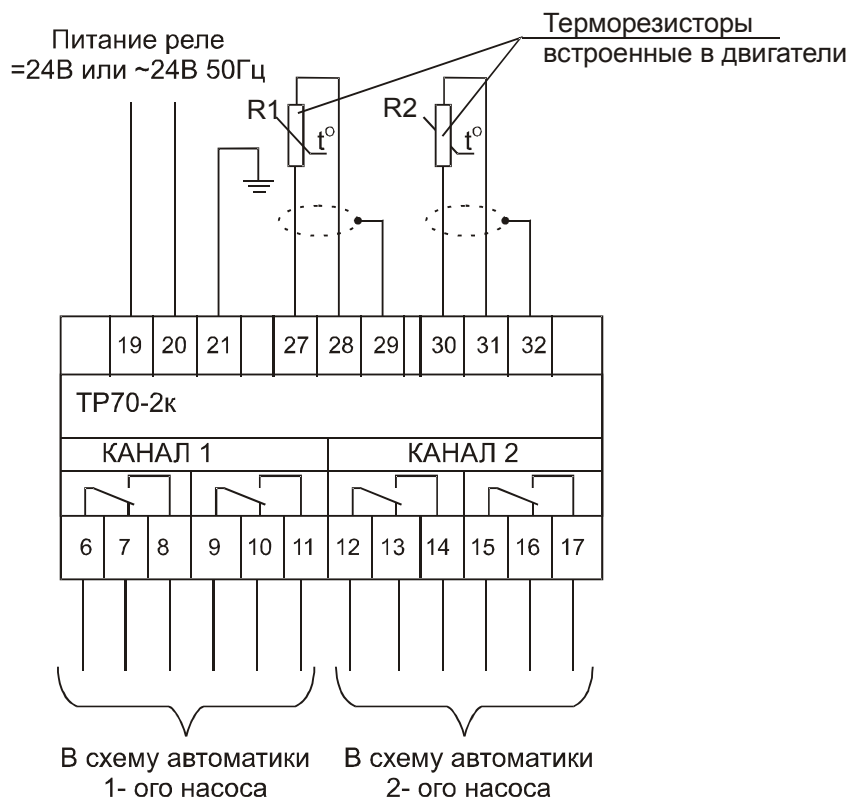 Питание реле
=24В или ~24В 50Гц
Терморезисторы
встроенные в двигатели
R1
tº
R2
tº
19 20 21 27 28 29 30 31 32
ТР70-2к
КАНАЛ 1 КАНАЛ 2
6 7 8 9 10 11 12 13 14 15 16 17
В схему автоматики
1- ого насоса
В схему автоматики
2- ого насоса